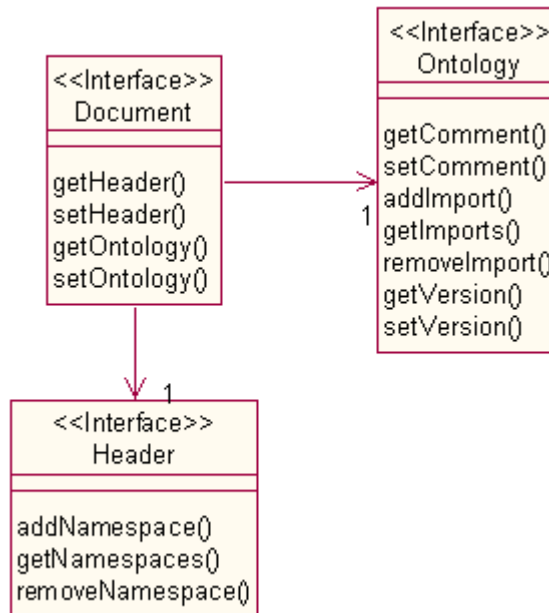 <<Interface>>
Document
getHeader()
setHeader()
getOntology()
setOntology()
<<Interface>>
Ontology
getComment()
setComment()
addImport()
getImports()
removeImport()
getVersion()
setVersion()
1
1
<<Interface>>
Header
addNamespace()
getNamespaces()
removeNamespace()